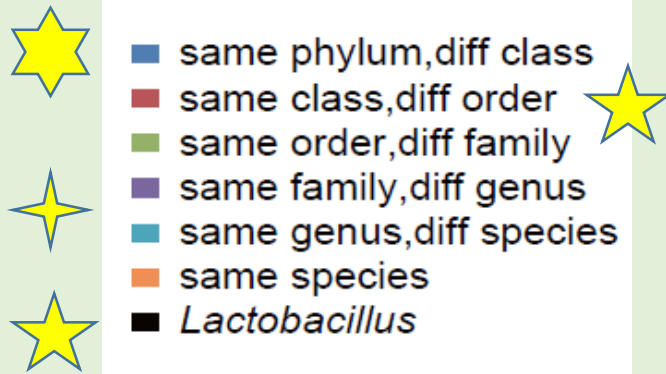 same phylum,diff class
same class,diff order
same order,diff family
same family,diff genus
same genus,diff species
same species
Lactobacillus